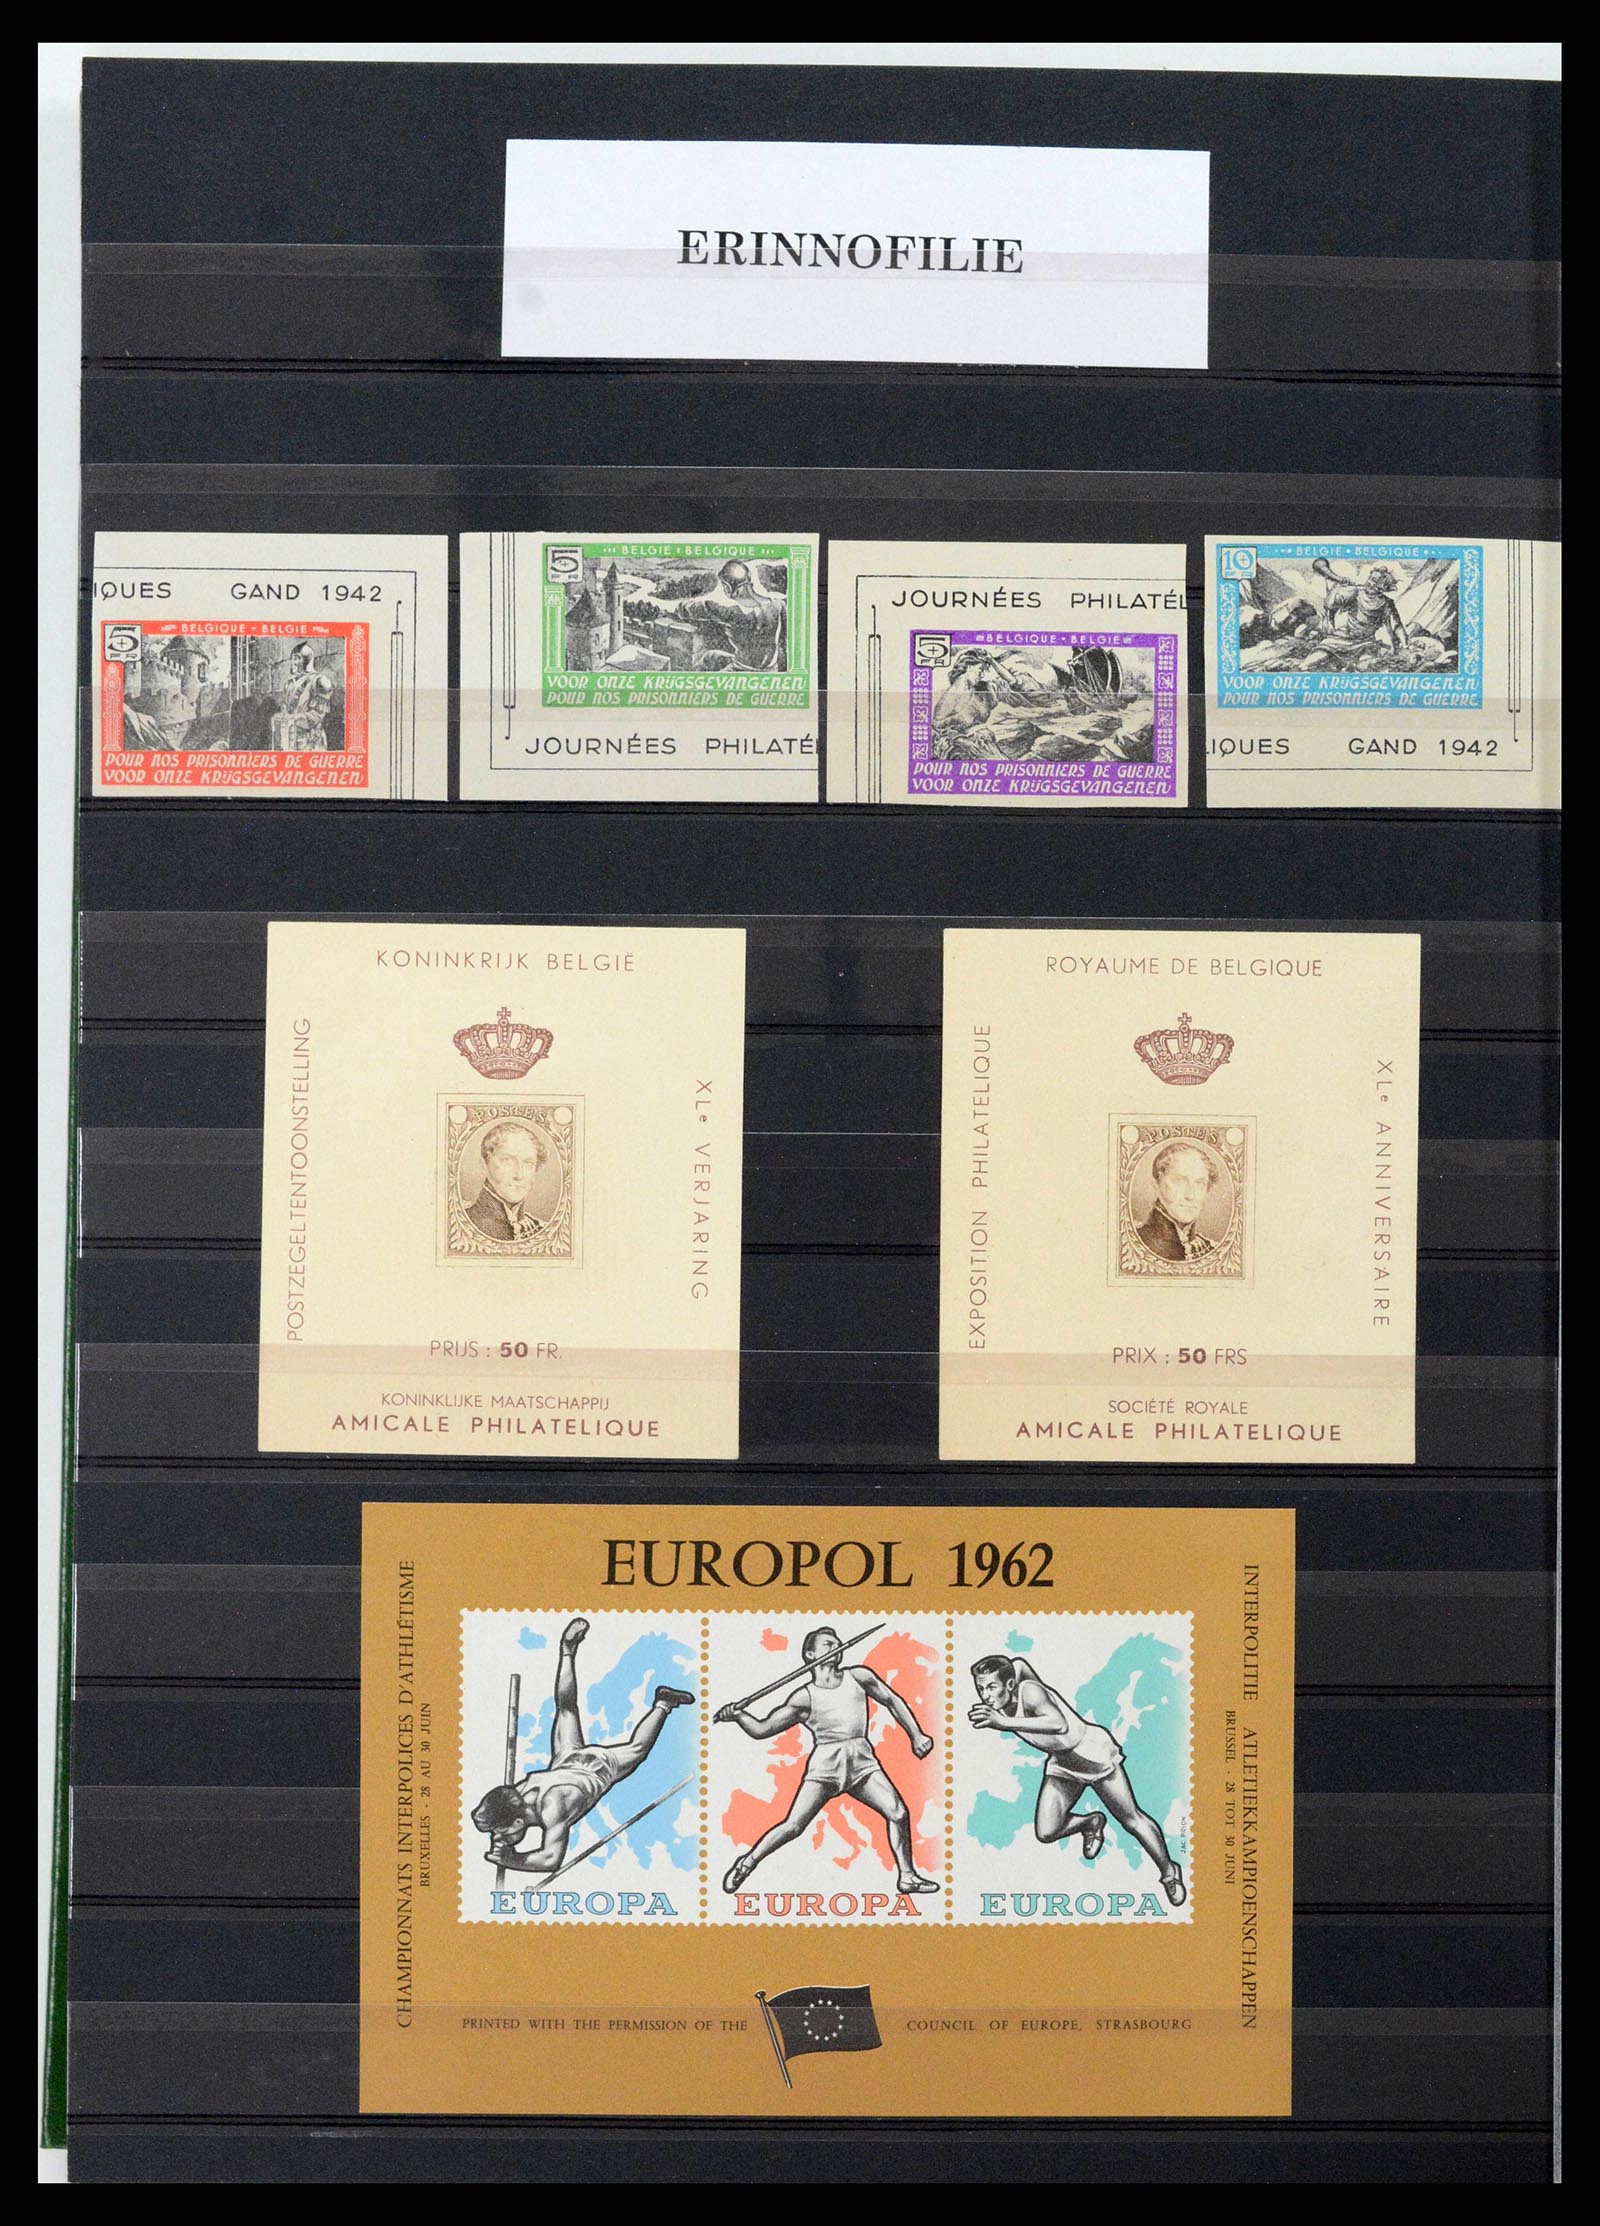 ERINNOFILIE
IQUES GAND 1942
5 FR
BELGIQUE - BELGIE
POUR NOS PRISONNIERS DE GUERRE
VOOR ONZE KRIJGSGEVANGENEN
5 FR
BELGIE • BELGIQUE
VOOR ONZE KRIJGSGEVANGENEN
POUR NOS PRISONNIERS DE GUERRE
JOURNÉES PHILATÉ
JOURNÉES PHILATÉL
5 FR
BELGIQUE • BELGIE
POUR NOS PRISONNIERS DE GUERRE
VOOR ONZE KRIJGSGEVANGENEN
10 FR
BELGIE • BELGIQUE
VOOR ONZE KRIJGSGEVANGENEN
POUR NOS PRISONNIERS DE GUERRE
IQUES GAND 1942
KONINKRIJK BELGIË
POSTZEGELTENTOONSTELLING
XLe VERJARING
POSTES
PRIJS : 50 FR.
KONINKLIJKE MAATSCHAPPIJ
AMICALE PHILATELIQUE
ROYAUME DE BELGIQUE
EXPOSITION PHILATELIQUE
XLe ANNIVERSAIRE
POSTES
PRIX : 50 FRS
SOCIÉTÉ ROYALE
AMICALE PHILATELIQUE
EUROPOL 1962
CHAMPIONNATS INTERPOLICES D'ATHLÉTISME
BRUXELLES - 28 AU 30 JUIN
INTERPOLITIE ATLETIEKKAMPIOENSCHAPPEN
BRUSSEL - 28 TOT 30 JUNI
EUROPA
EUROPA
EUROPA
JAC PRION
PRINTED WITH THE PERMISSION OF THE COUNCIL OF EUROPE, STRASBOURG